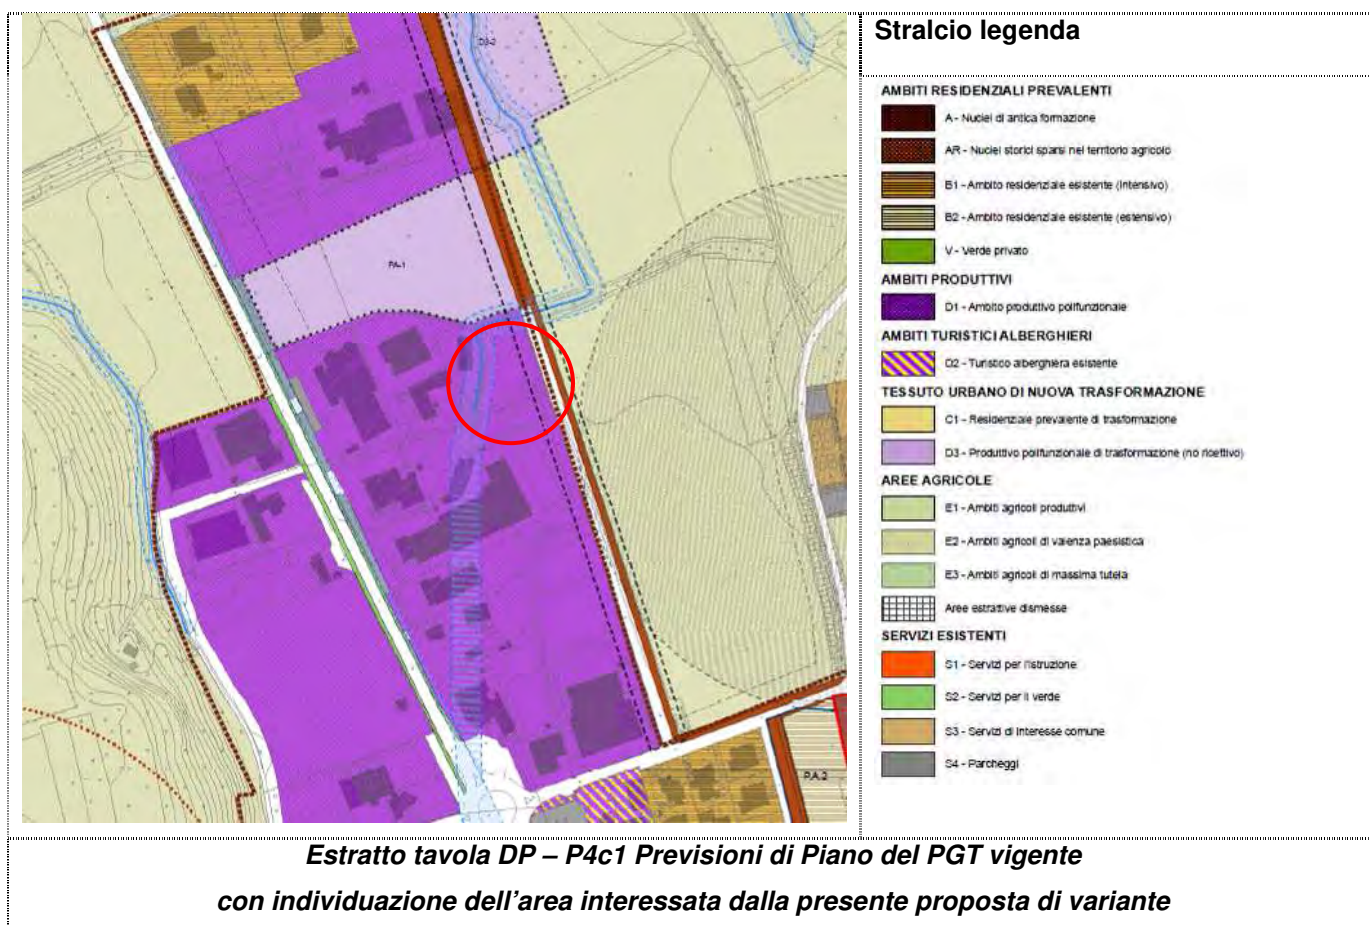 Stralcio legenda
AMBITI RESIDENZIALI PREVALENTI
A - Nuclei di antica formazione
AR - Nuclei storici sparsi nel territorio agricolo
B1 - Ambito residenziale esistente (intensivo)
B2 - Ambito residenziale esistente (estensivo)
V - Verde privato
AMBITI PRODUTTIVI
D1 - Ambito produttivo polifunzionale
AMBITI TURISTICI ALBERGHIERI
D2 - Turistico alberghiera esistente
TESSUTO URBANO DI NUOVA TRASFORMAZIONE
C1 - Residenziale prevalente di trasformazione
D3 - Produttivo polifunzionale di trasformazione (no ricettivo)
AREE AGRICOLE
E1 - Ambiti agricoli produttivi
E2 - Ambiti agricoli di valenza paesistica
E3 - Ambiti agricoli di massima tutela
Aree estrattive dismesse
SERVIZI ESISTENTI
S1 - Servizi per l'istruzione
S2 - Servizi per il verde
S3 - Servizi di interesse comune
S4 - Parcheggi
D3-2
PA-1
P.A.2
Estratto tavola DP – P4c1 Previsioni di Piano del PGT vigente
con individuazione dell'area interessata dalla presente proposta di variante